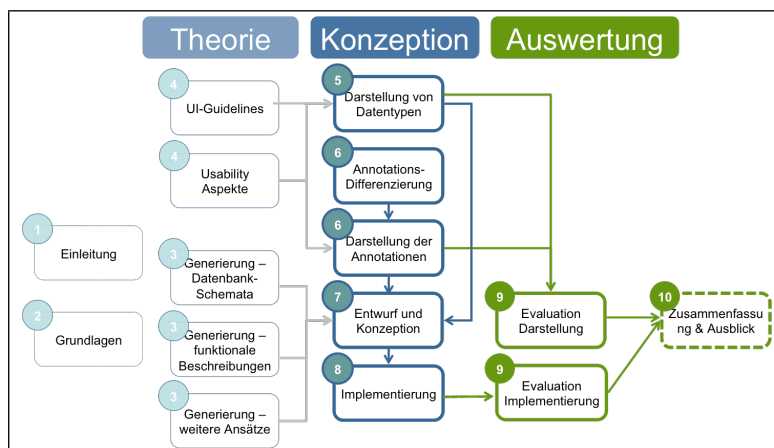 Theorie
Konzeption
Auswertung
4
UI-Guidelines
4
Usability
Aspekte
1
Einleitung
2
Grundlagen
3
Generierung –
Datenbank-
Schemata
3
Generierung –
funktionale
Beschreibungen
3
Generierung –
weitere Ansätze
5
Darstellung von
Datentypen
6
Annotations-
Differenzierung
6
Darstellung der
Annotationen
7
Entwurf und
Konzeption
8
Implementierung
9
Evaluation
Darstellung
9
Evaluation
Implementierung
10
Zusammenfassu
ng & Ausblick